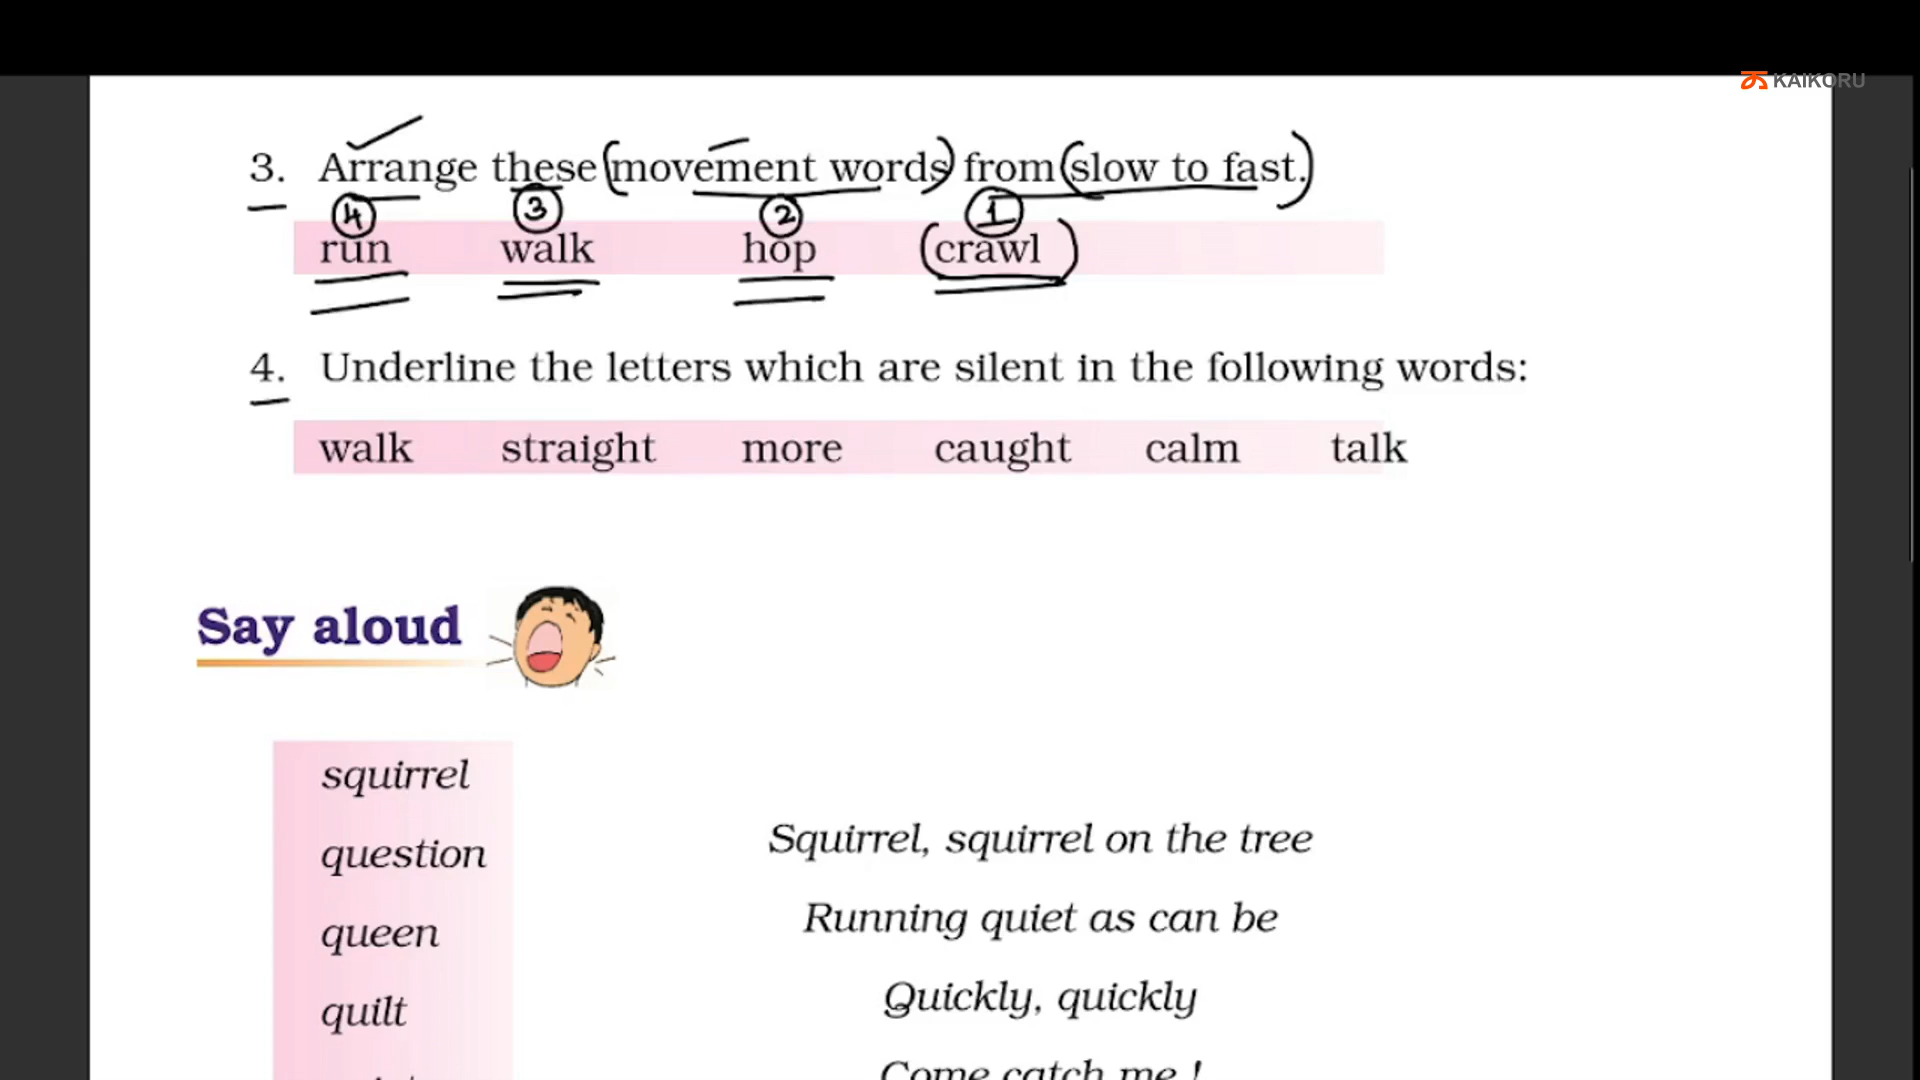 KAIKORU
3. Arrange these (movement words) from (slow to fast.)
4 3 2 1
run walk hop (crawl)
4. Underline the letters which are silent in the following words:
walk straight more caught calm talk
Say aloud
squirrel
question
queen
quilt
Squirrel, squirrel on the tree
Running quiet as can be
Quickly, quickly
Come catch me !